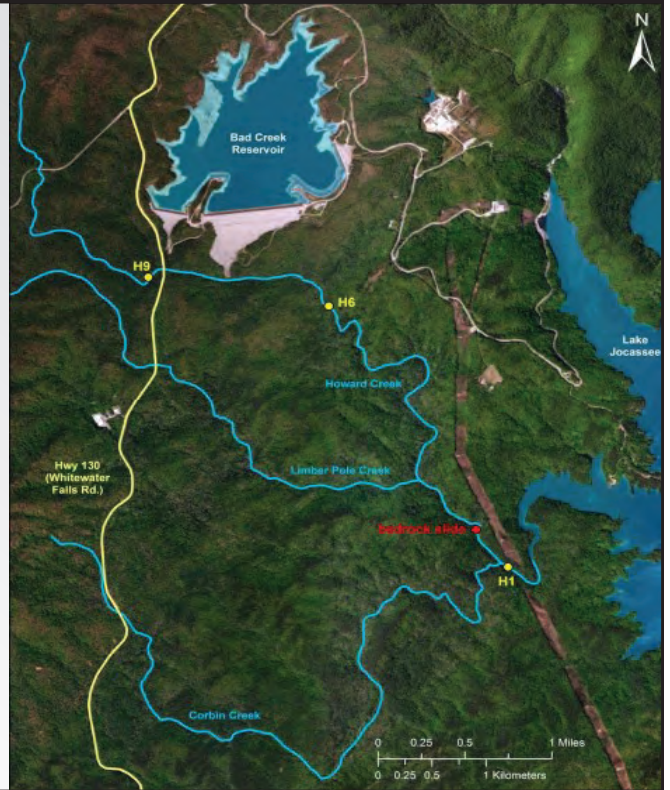 N
Bad Creek
Reservoir
H9
H6
Lake
Jocassee
Howard Creek
Hwy 130
(Whitewater
Falls Rd.)
Limber Pole Creek
bedrock slide
H1
Corbin Creek
0 0.25 0.5 1 Miles
0 0.25 0.5 1 Kilometers